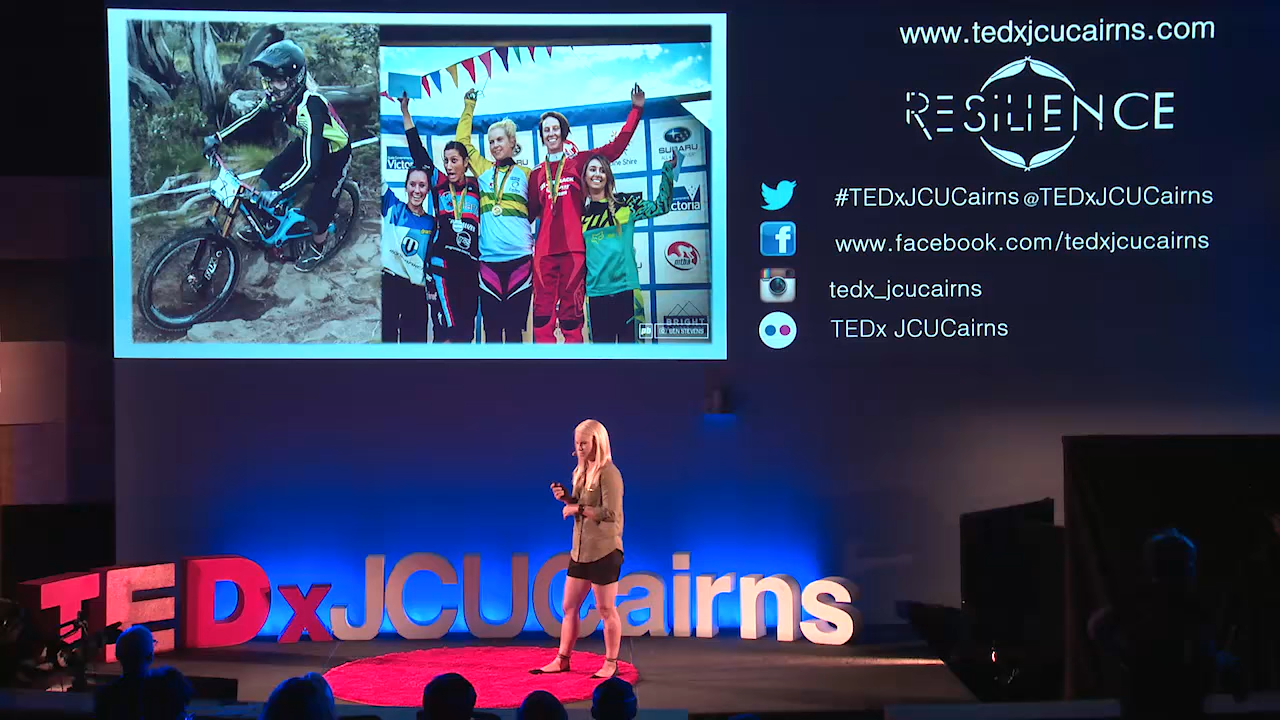 www.tedxjcucairns.com
RESILIENCE
#TEDxJCUCairns @TEDxJCUCairns
www.facebook.com/tedxjcucairns
tedx_jcucairns
TEDx JCUCairns
SUBARU
Victoria
mtba
BRIGHT
BEN STEVENS
TEDxJCUCairns